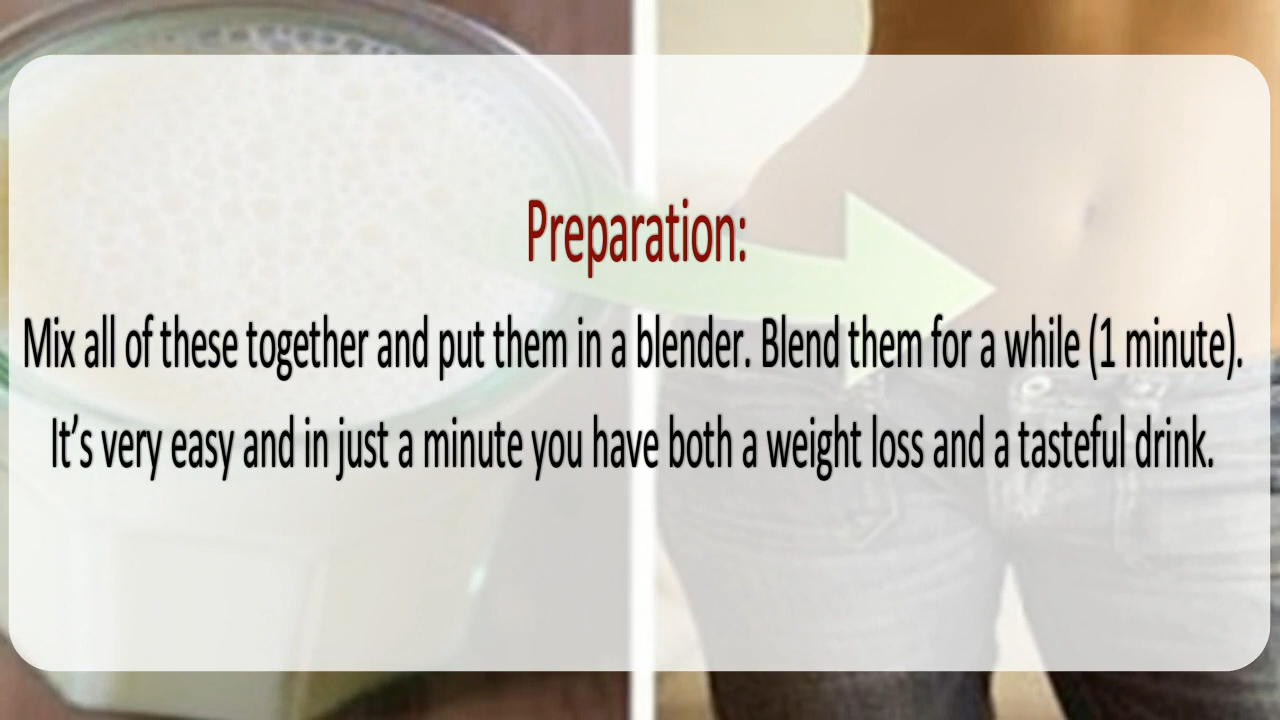 Preparation:
Mix all of these together and put them in a blender. Blend them for a while (1 minute).
It’s very easy and in just a minute you have both a weight loss and a tasteful drink.